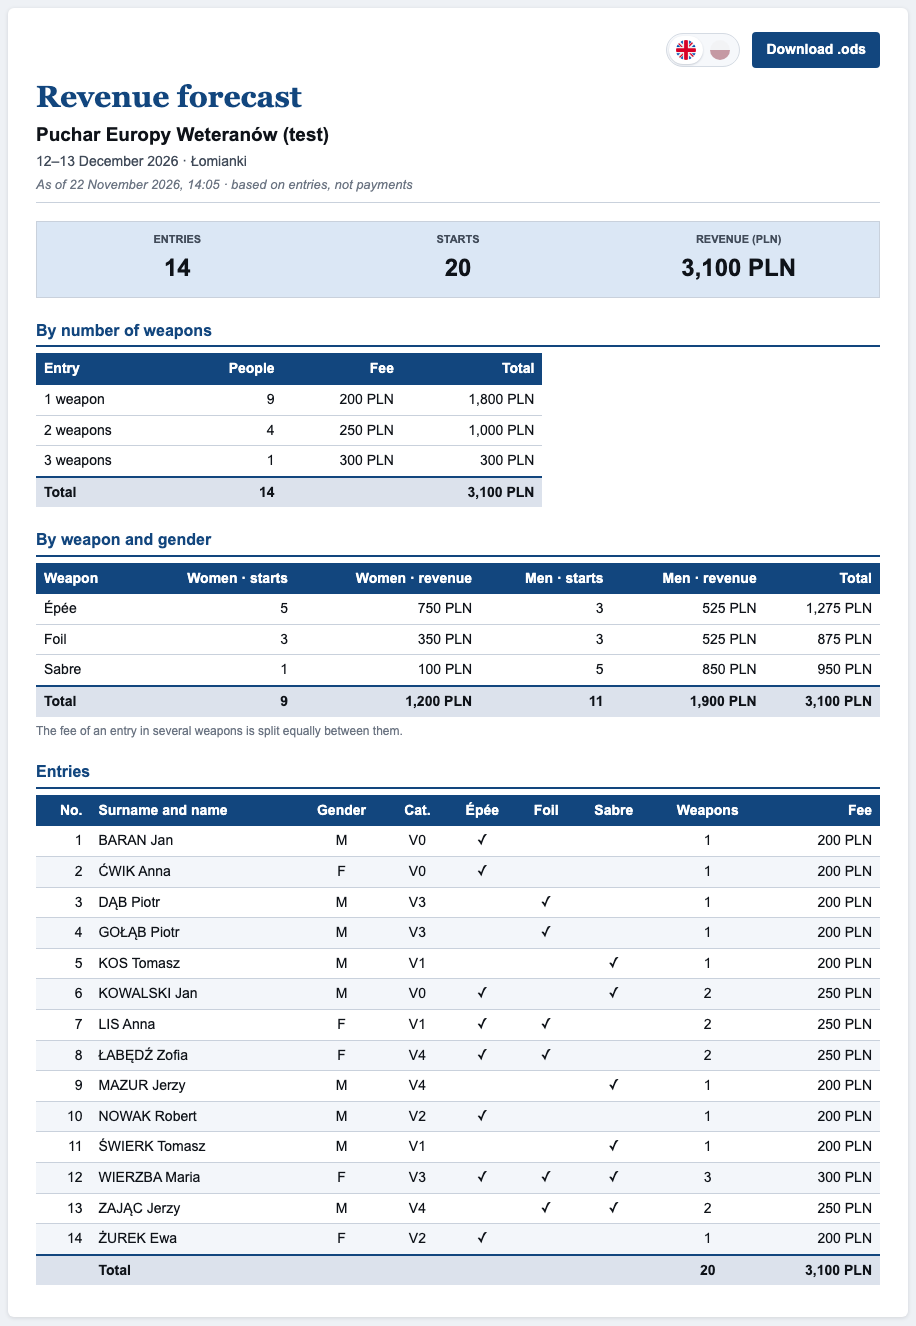 Download .ods
Revenue forecast
Puchar Europy Weteranów (test)
12–13 December 2026 · Łomianki
As of 22 November 2026, 14:05 · based on entries, not payments
ENTRIES STARTS REVENUE (PLN)
14 20 3,100 PLN
By number of weapons
Entry People Fee Total
1 weapon 9 200 PLN 1,800 PLN
2 weapons 4 250 PLN 1,000 PLN
3 weapons 1 300 PLN 300 PLN
Total 14 3,100 PLN
By weapon and gender
Weapon Women · starts Women · revenue Men · starts Men · revenue Total
Épée 5 750 PLN 3 525 PLN 1,275 PLN
Foil 3 350 PLN 3 525 PLN 875 PLN
Sabre 1 100 PLN 5 850 PLN 950 PLN
Total 9 1,200 PLN 11 1,900 PLN 3,100 PLN
The fee of an entry in several weapons is split equally between them.
Entries
No. Surname and name Gender Cat. Épée Foil Sabre Weapons Fee
1 BARAN Jan M V0 ✓ 1 200 PLN
2 ĆWIK Anna F V0 ✓ 1 200 PLN
3 DĄB Piotr M V3 ✓ 1 200 PLN
4 GOŁĄB Piotr M V3 ✓ 1 200 PLN
5 KOS Tomasz M V1 ✓ 1 200 PLN
6 KOWALSKI Jan M V0 ✓ ✓ 2 250 PLN
7 LIS Anna F V1 ✓ ✓ 2 250 PLN
8 ŁABĘDŹ Zofia F V4 ✓ ✓ 2 250 PLN
9 MAZUR Jerzy M V4 ✓ 1 200 PLN
10 NOWAK Robert M V2 ✓ 1 200 PLN
11 ŚWIERK Tomasz M V1 ✓ 1 200 PLN
12 WIERZBA Maria F V3 ✓ ✓ ✓ 3 300 PLN
13 ZAJĄC Jerzy M V4 ✓ ✓ 2 250 PLN
14 ŻUREK Ewa F V2 ✓ 1 200 PLN
Total 20 3,100 PLN